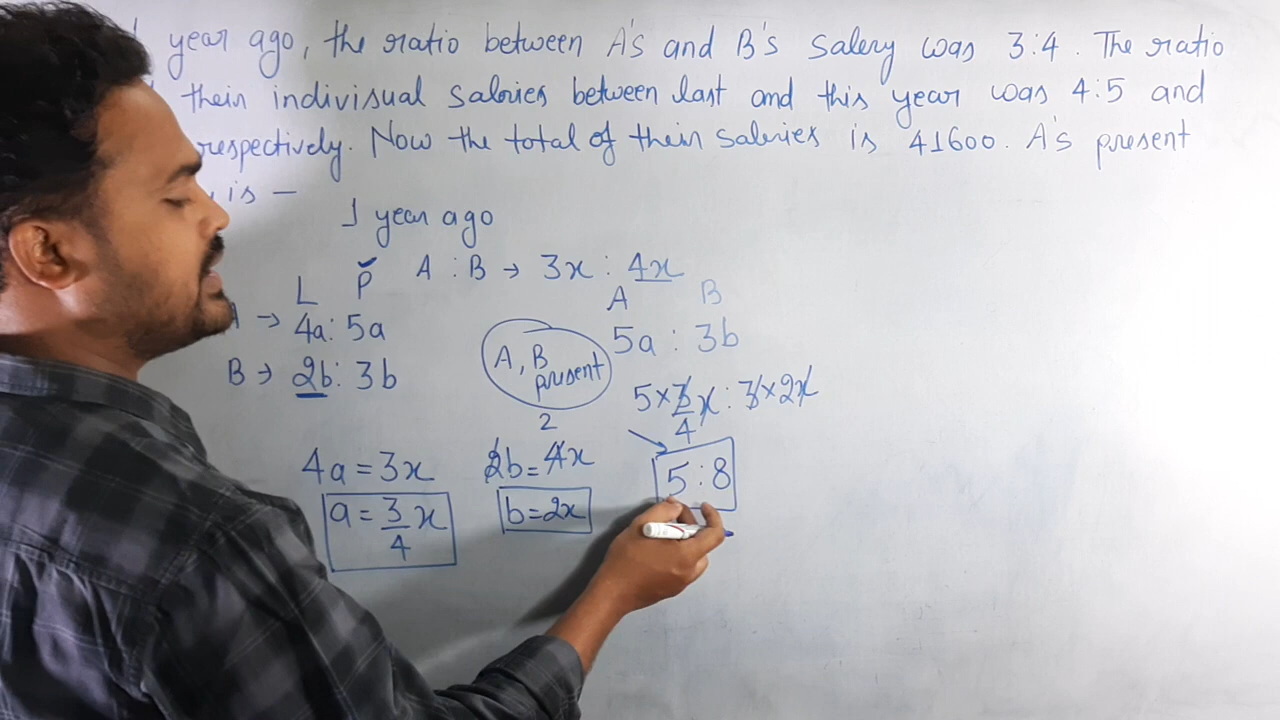 year ago, the ratio between A's and B's Salery was 3:4. The ratio
their indivisual Salries between last and this year was 4:5 and
respectively. Now the total of their Saleries is 41600. A's present
is —
1 year ago
A : B → 3x : 4x
L P
A → 4a : 5a
B → 2b : 3b
A, B
present
A B
5a : 3b
5×3/4 x : 3×2x
2
4a = 3x
a = 3/4 x
2b = 4x
b = 2x
5 : 8